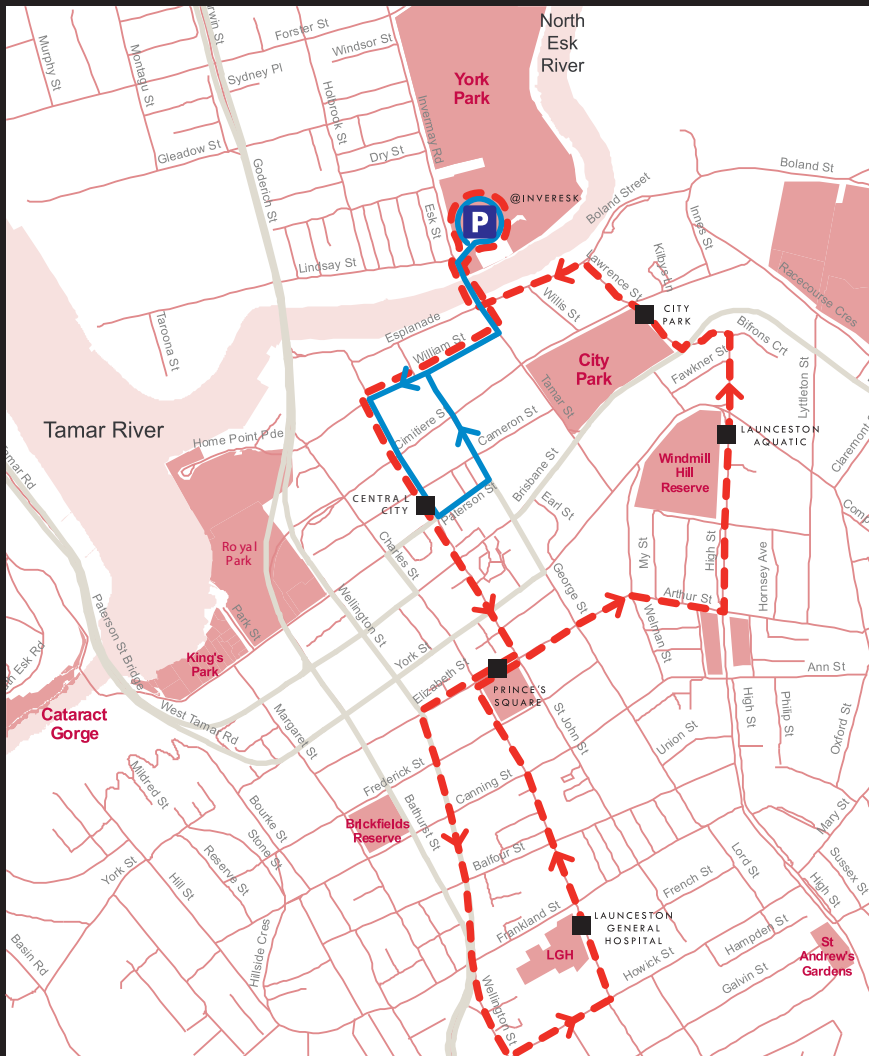 North
Esk
River
Forster St
Windsor St
Murphy St
Montagu St
Sydney Pl
Holbrook St
York
Park
Invermay Rd
Gleadow St
Dry St
Goderich St
Boland St
@INVERESK
P
Esk St
Boland Street
Innes St
Lindsay St
Lawrence St
Racecourse Cres
Taroona St
Willis St
CITY
PARK
Esplanade
William St
Bifrons Crt
City
Park
Fawkner St
Lyttleton St
Tamar St
Tamar River
Home Point Pde
Cimitiere S
Cameron St
LAUNCESTON
AQUATIC
Claremont
Windmill
Hill
Reserve
Brisbane St
Tamar Rd
CENTRAL
CITY
Paterson St
Earl St
Charles St
Royal
Park
My St
High St
Hornsey Ave
George St
Arthur St
Wellington St
Paterson St Bridge
Park St
Welman St
King's
Park
York St
Elizabeth St
Ann St
PRINCE'S
SQUARE
Cataract
Gorge
West Tamar Rd
Margaret St
St John St
High St
Philip St
Oxford St
Union St
Mildred St
Frederick St
Canning St
Bathurst St
Bourke St
Brickfields
Reserve
Stone St
Mary St
Balfour St
York St
Reserve St
Hill St
Lord St
Sussex St
French St
High St
LAUNCESTON
GENERAL
HOSPITAL
Frankland St
Hampden St
Hillside Cres
Basin Rd
LGH
Howick St
St
Andrew's
Gardens
Galvin St
Wellington St